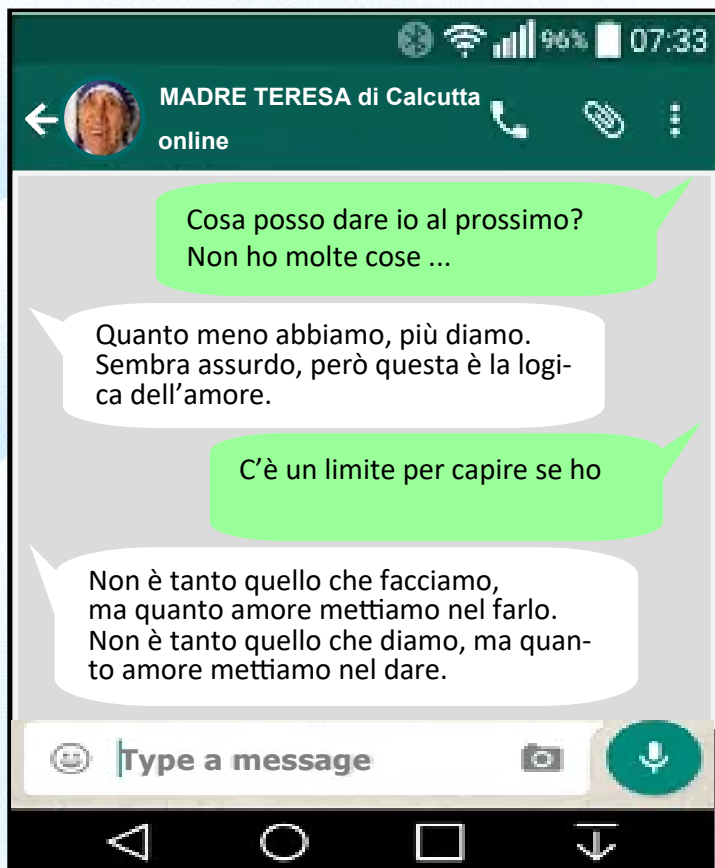 96% 07:33
MADRE TERESA di Calcutta
online
Cosa posso dare io al prossimo?
Non ho molte cose ...
Quanto meno abbiamo, più diamo.
Sembra assurdo, però questa è la logi-
ca dell’amore.
C’è un limite per capire se ho
Non è tanto quello che facciamo,
ma quanto amore mettiamo nel farlo.
Non è tanto quello che diamo, ma quan-
to amore mettiamo nel dare.
Type a message